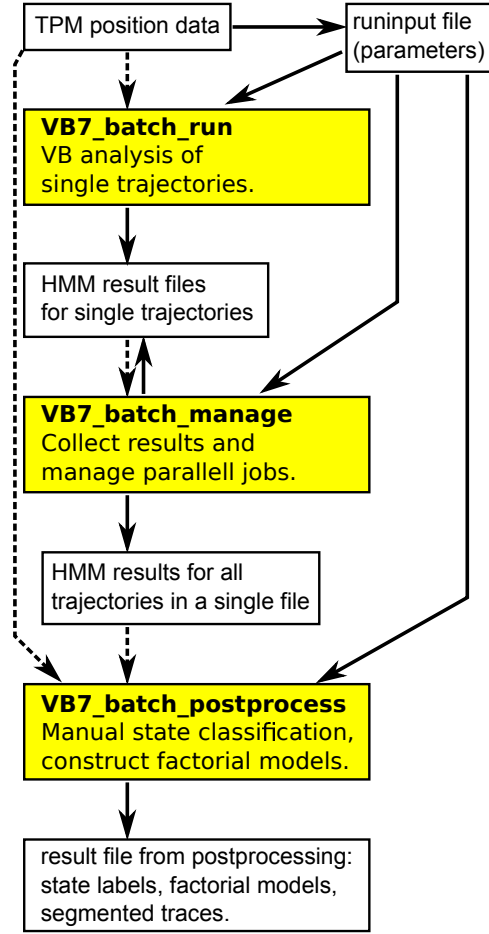 TPM position data
runinput file
(parameters)
VB7_batch_run
VB analysis of
single trajectories.
HMM result files
for single trajectories
VB7_batch_manage
Collect results and
manage parallell jobs.
HMM results for all
trajectories in a single file
VB7_batch_postprocess
Manual state classification,
construct factorial models.
result file from postprocessing:
state labels, factorial models,
segmented traces.